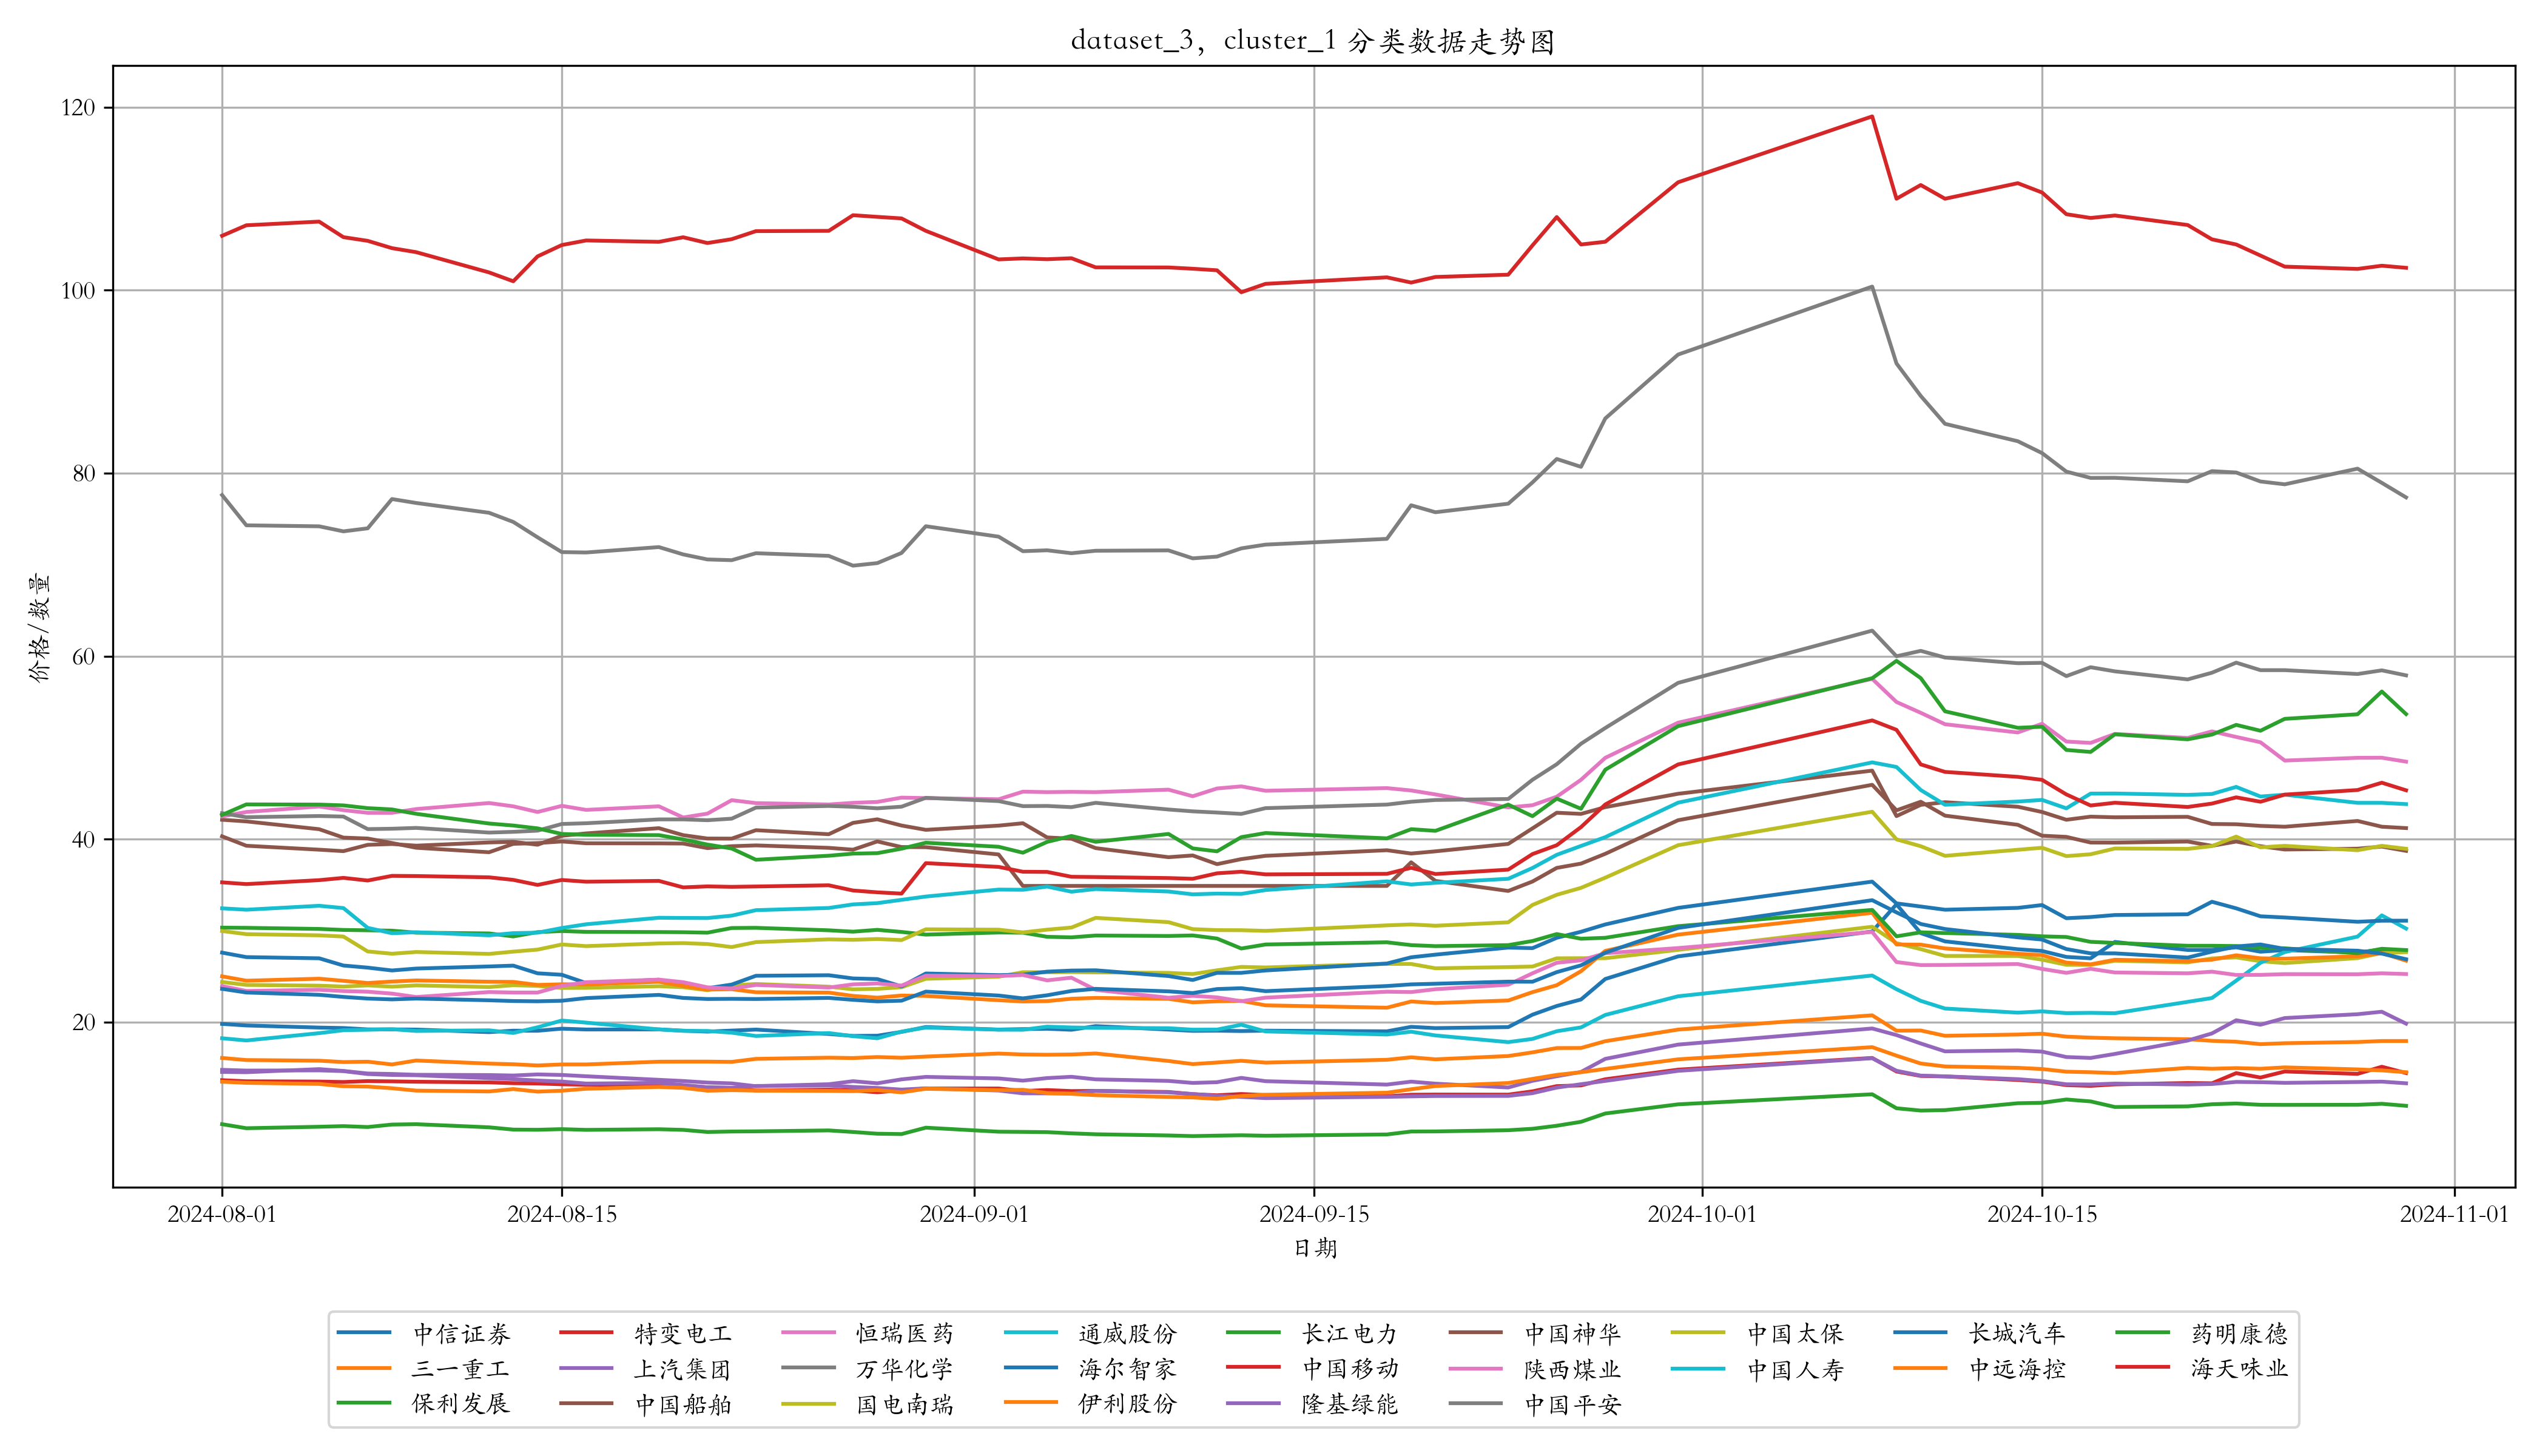 dataset_3, cluster_1 分类数据走势图
价格/数量
120
100
80
60
40
20
2024-08-01
2024-08-15
2024-09-01
2024-09-15
2024-10-01
2024-10-15
2024-11-01
日期
中信证券 特变电工 恒瑞医药 通威股份 长江电力 中国神华 中国太保 长城汽车 药明康德
三一重工 上汽集团 万华化学 海尔智家 中国移动 陕西煤业 中国人寿 中远海控 海天味业
保利发展 中国船舶 国电南瑞 伊利股份 隆基绿能 中国平安